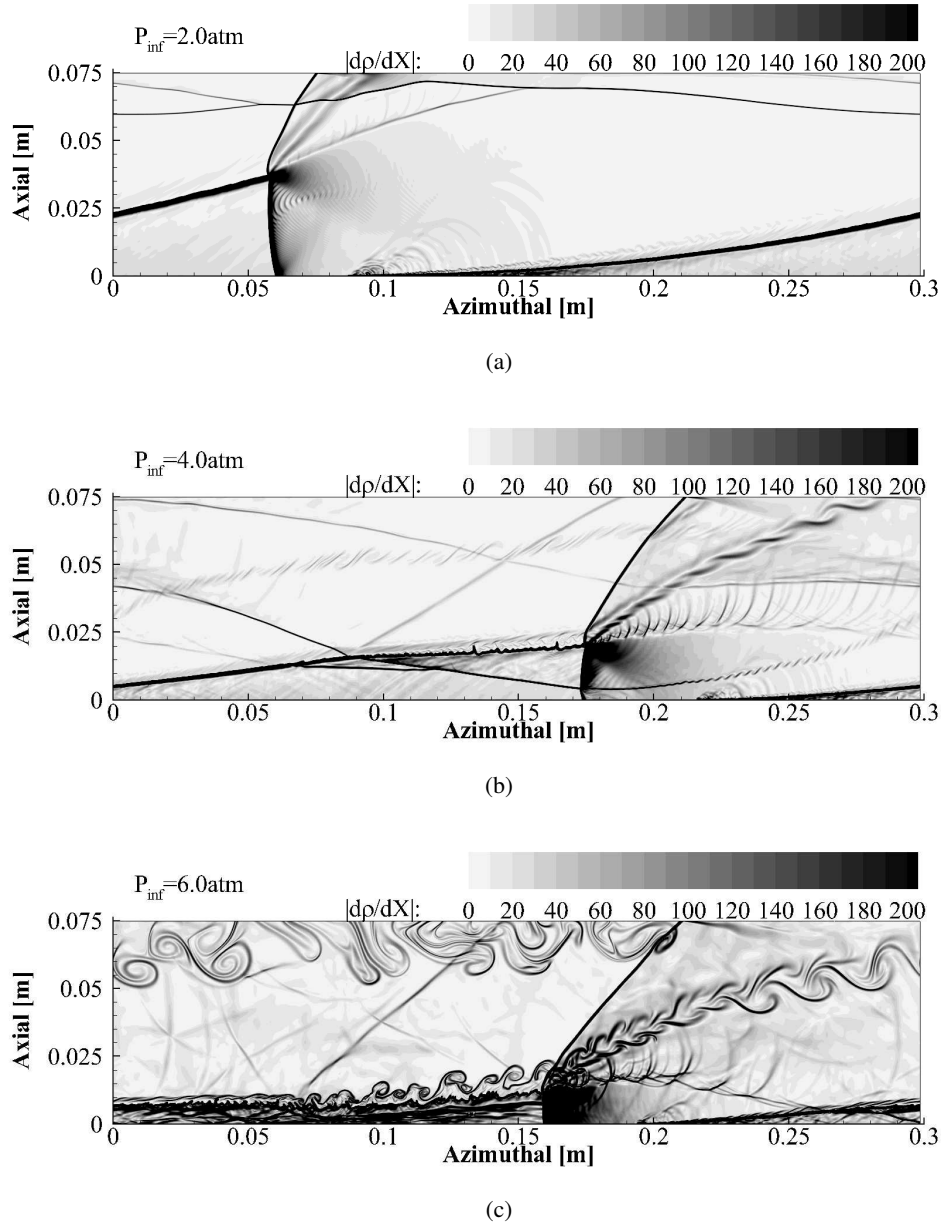 P_inf=2.0atm
|dρ/dX|: 0 20 40 60 80 100 120 140 160 180 200
Axial [m]
0.075
0.05
0.025
0
0 0.05 0.1 0.15 0.2 0.25 0.3
Azimuthal [m]
(a)
P_inf=4.0atm
|dρ/dX|: 0 20 40 60 80 100 120 140 160 180 200
Axial [m]
0.075
0.05
0.025
0
0 0.05 0.1 0.15 0.2 0.25 0.3
Azimuthal [m]
(b)
P_inf=6.0atm
|dρ/dX|: 0 20 40 60 80 100 120 140 160 180 200
Axial [m]
0.075
0.05
0.025
0
0 0.05 0.1 0.15 0.2 0.25 0.3
Azimuthal [m]
(c)